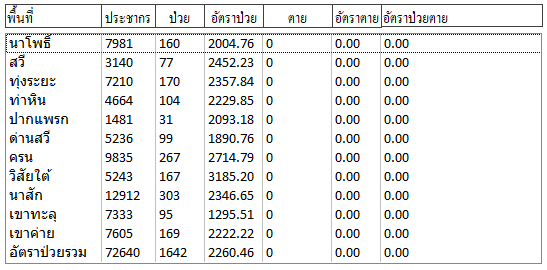 พื้นที่ ประชากร ป่วย อัตราป่วย ตาย อัตราตาย อัตราป่วยตาย
นาโพธิ์ 7981 160 2004.76 0 0.00 0.00
สวี 3140 77 2452.23 0 0.00 0.00
ทุ่งระยะ 7210 170 2357.84 0 0.00 0.00
ท่าหิน 4664 104 2229.85 0 0.00 0.00
ปากแพรก 1481 31 2093.18 0 0.00 0.00
ด่านสวี 5236 99 1890.76 0 0.00 0.00
ครน 9835 267 2714.79 0 0.00 0.00
วิสัยใต้ 5243 167 3185.20 0 0.00 0.00
นาสัก 12912 303 2346.65 0 0.00 0.00
เขาทะลุ 7333 95 1295.51 0 0.00 0.00
เขาค่าย 7605 169 2222.22 0 0.00 0.00
อัตราป่วยรวม 72640 1642 2260.46 0 0.00 0.00